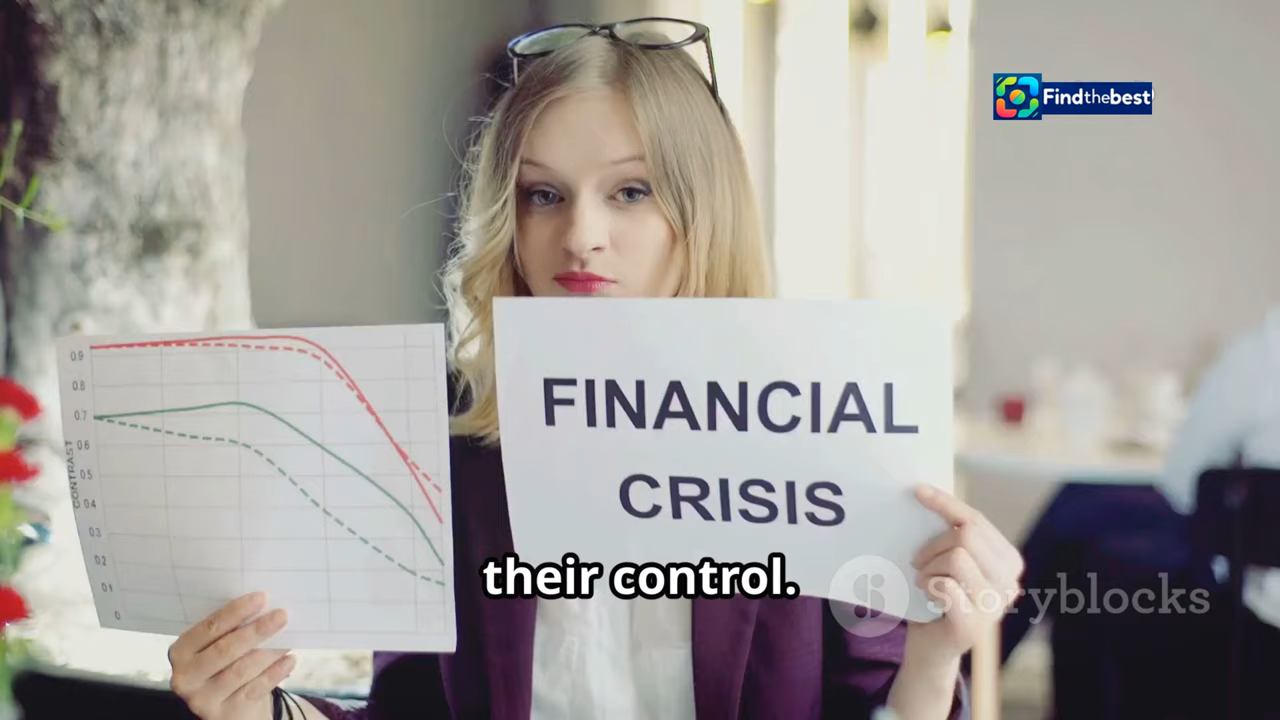 Findthebest
0.9
0.8
0.7
0.6
0.5
0.4
0.3
0.2
0.1
0
CONTRAST
FINANCIAL
CRISIS
their control.
Storyblocks